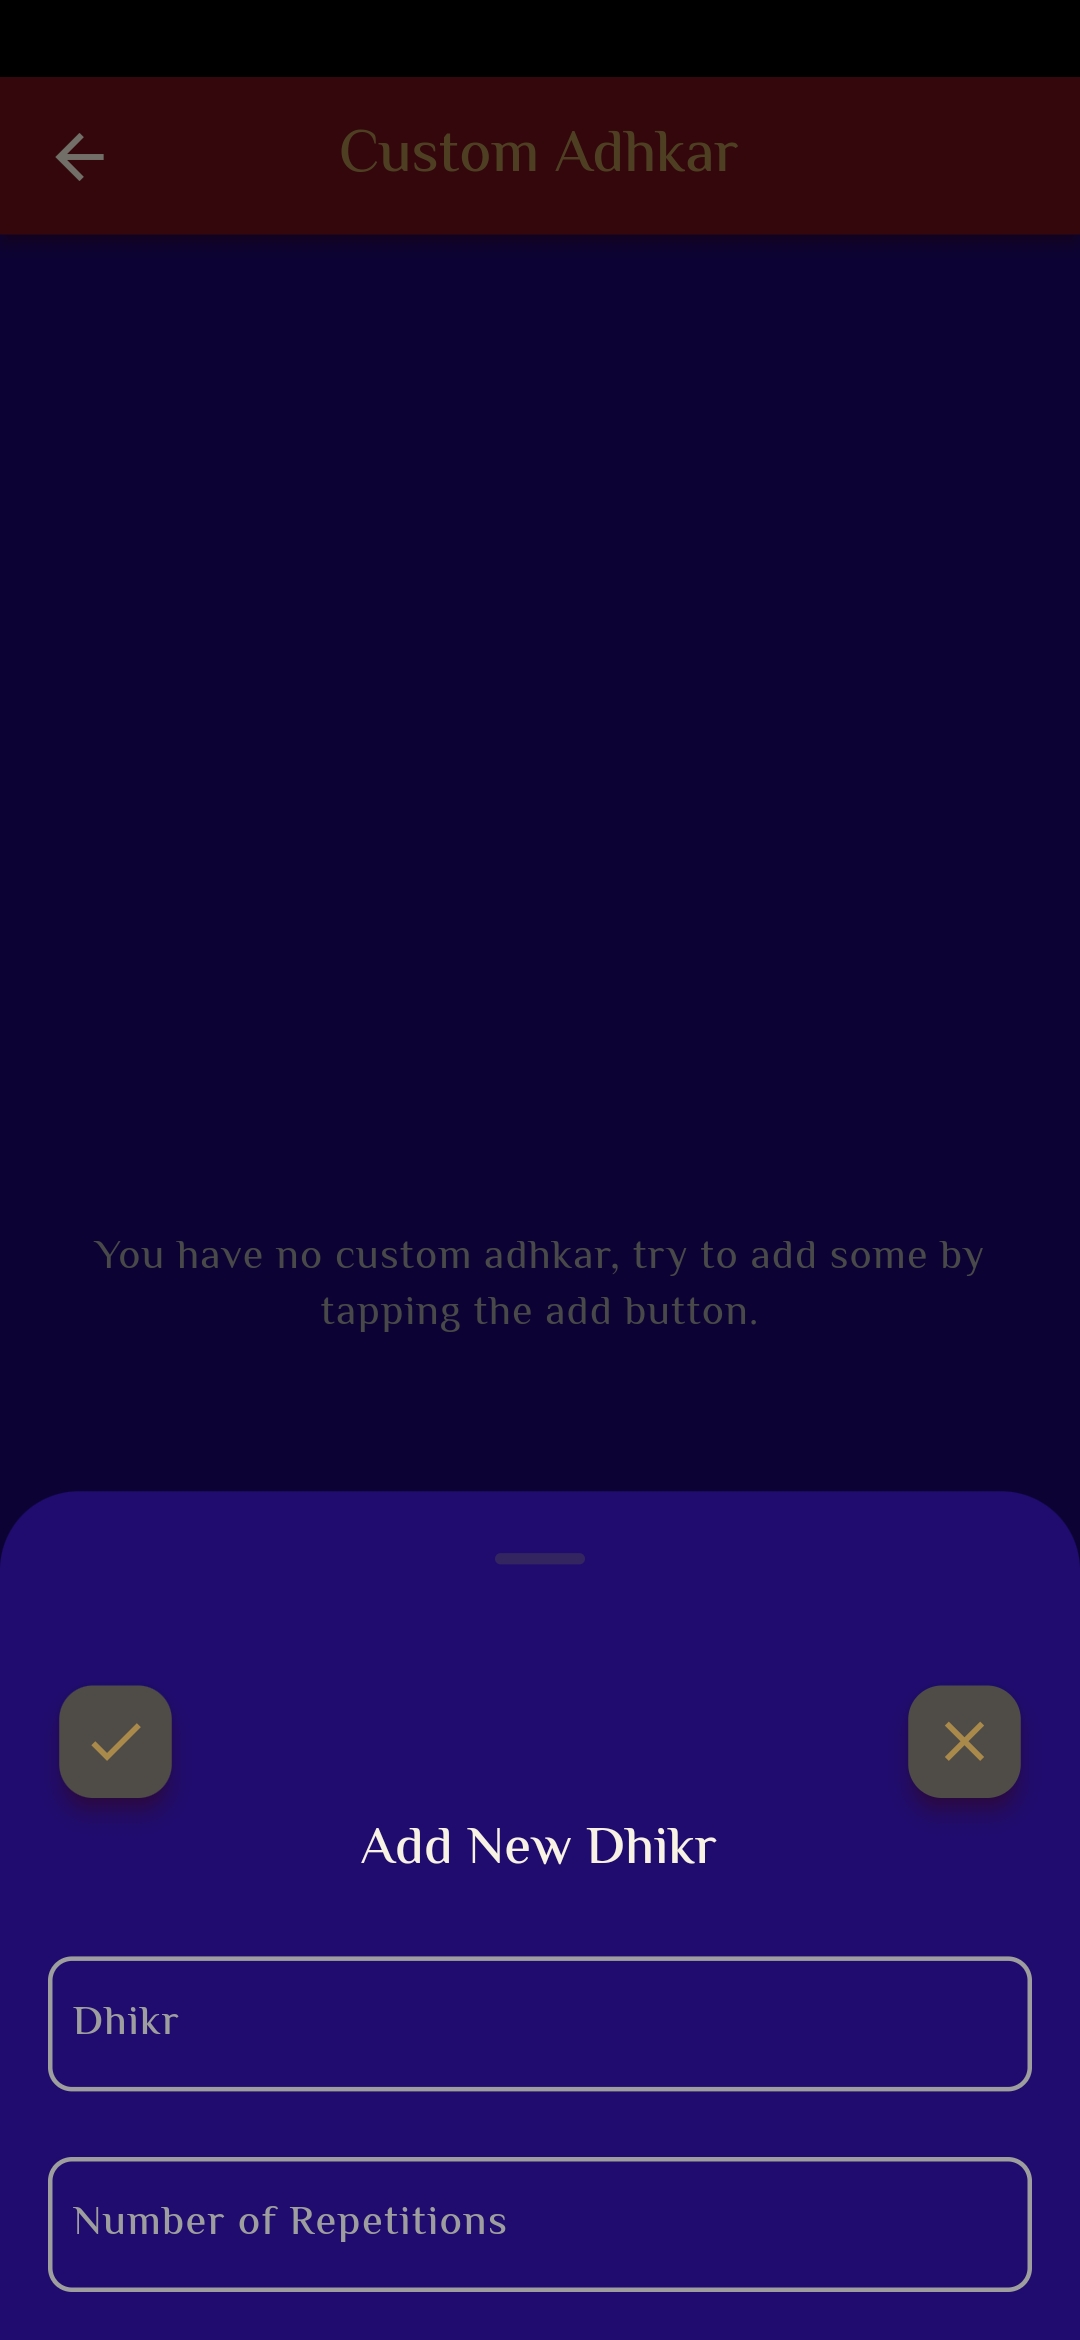 Custom Adhkar
You have no custom adhkar, try to add some by
tapping the add button.
Add New Dhikr
Dhikr
Number of Repetitions